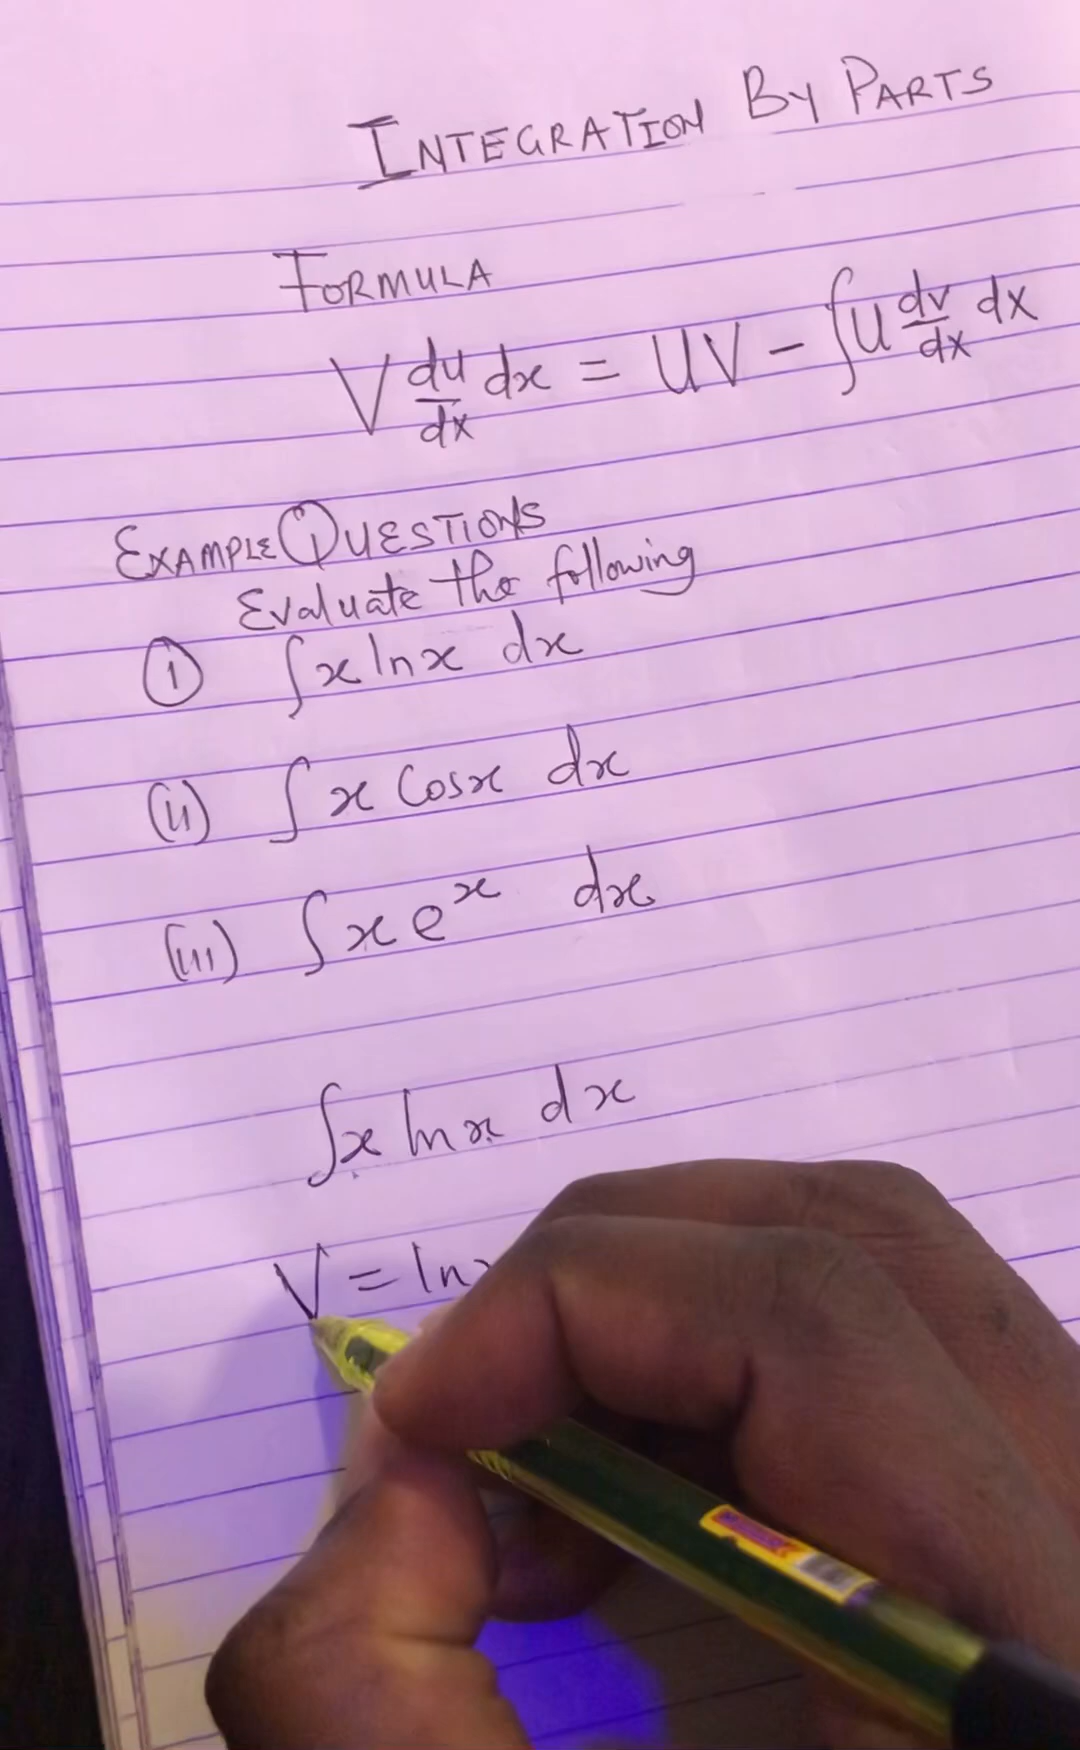 INTEGRATION BY PARTS
FORMULA
V du/dx dx = UV - ∫U dv/dx dx
EXAMPLE QUESTIONS
Evaluate the following
① ∫x lnx dx
(ii) ∫x Cosx dx
(iii) ∫x eˣ dx
∫x lnx dx
V = ln